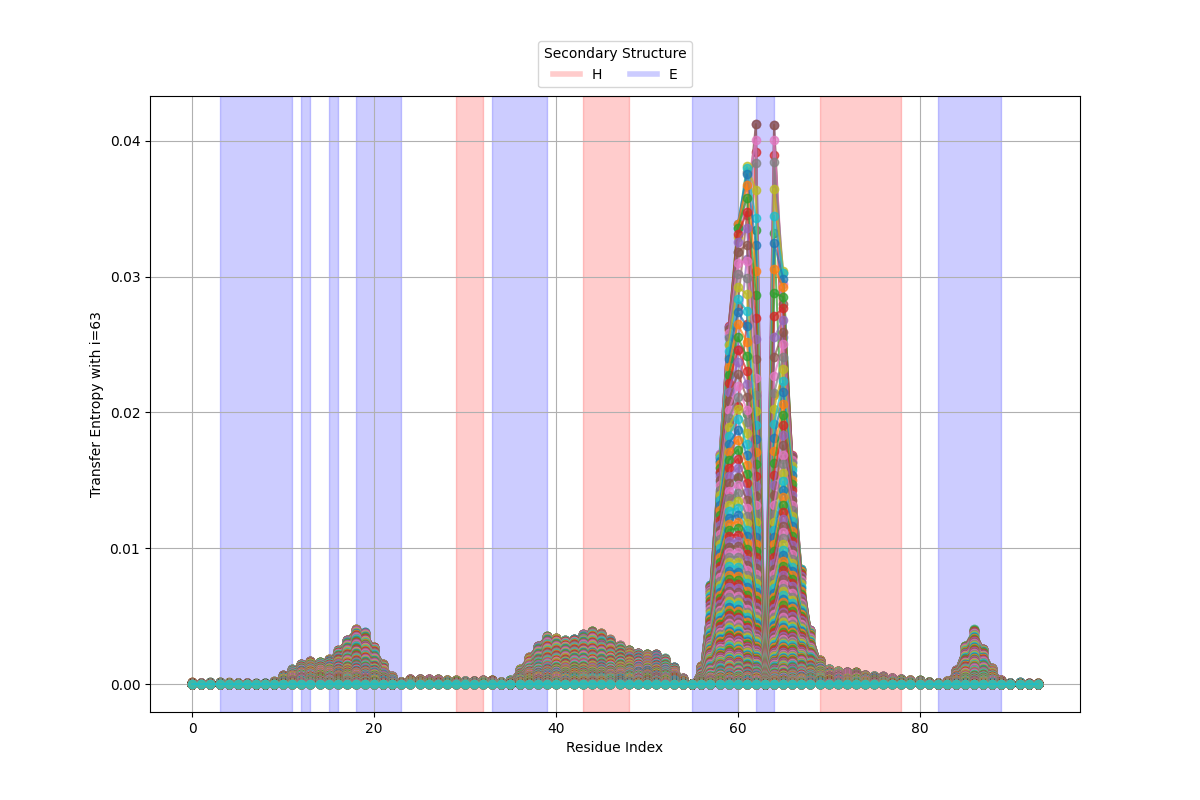 Secondary Structure
H E
0.04
0.03
0.02
0.01
0.00
Transfer Entropy with i=63
0 20 40 60 80
Residue Index